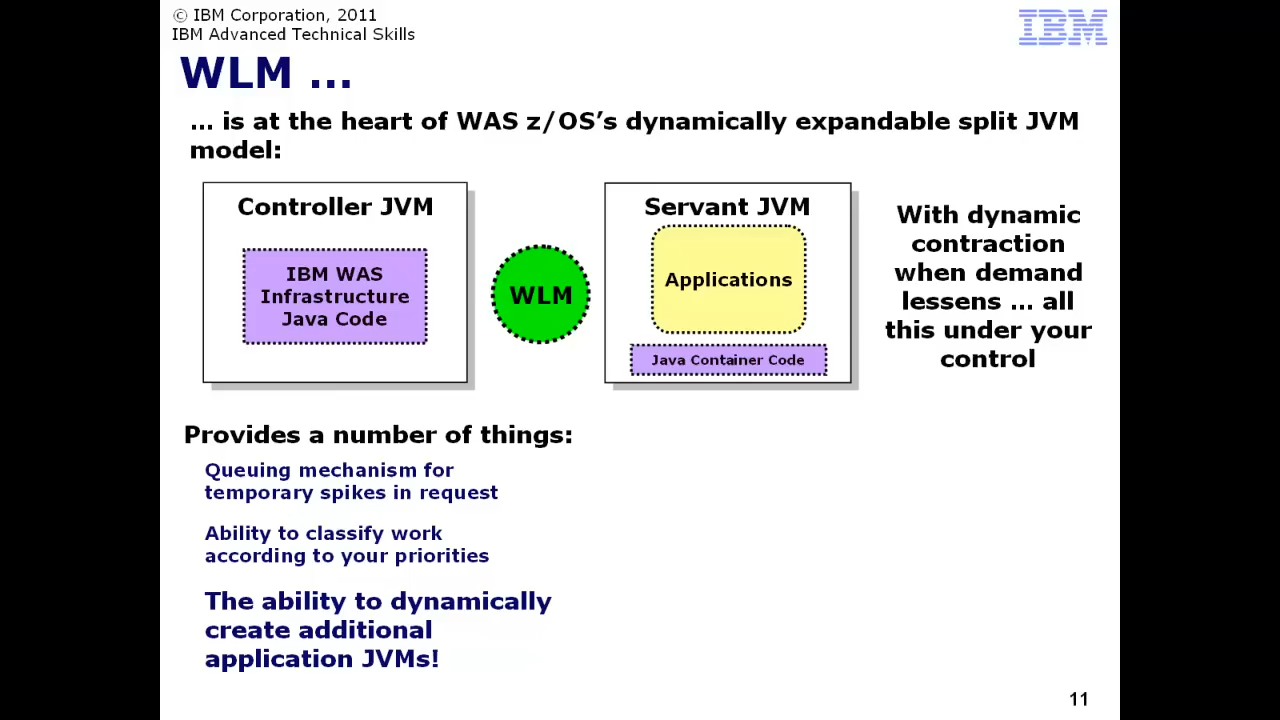 © IBM Corporation, 2011
IBM Advanced Technical Skills
IBM
WLM ...
... is at the heart of WAS z/OS’s dynamically expandable split JVM
model:
Controller JVM
IBM WAS
Infrastructure
Java Code
WLM
Servant JVM
Applications
Java Container Code
With dynamic
contraction
when demand
lessens ... all
this under your
control
Provides a number of things:
Queuing mechanism for
temporary spikes in request
Ability to classify work
according to your priorities
The ability to dynamically
create additional
application JVMs!
11